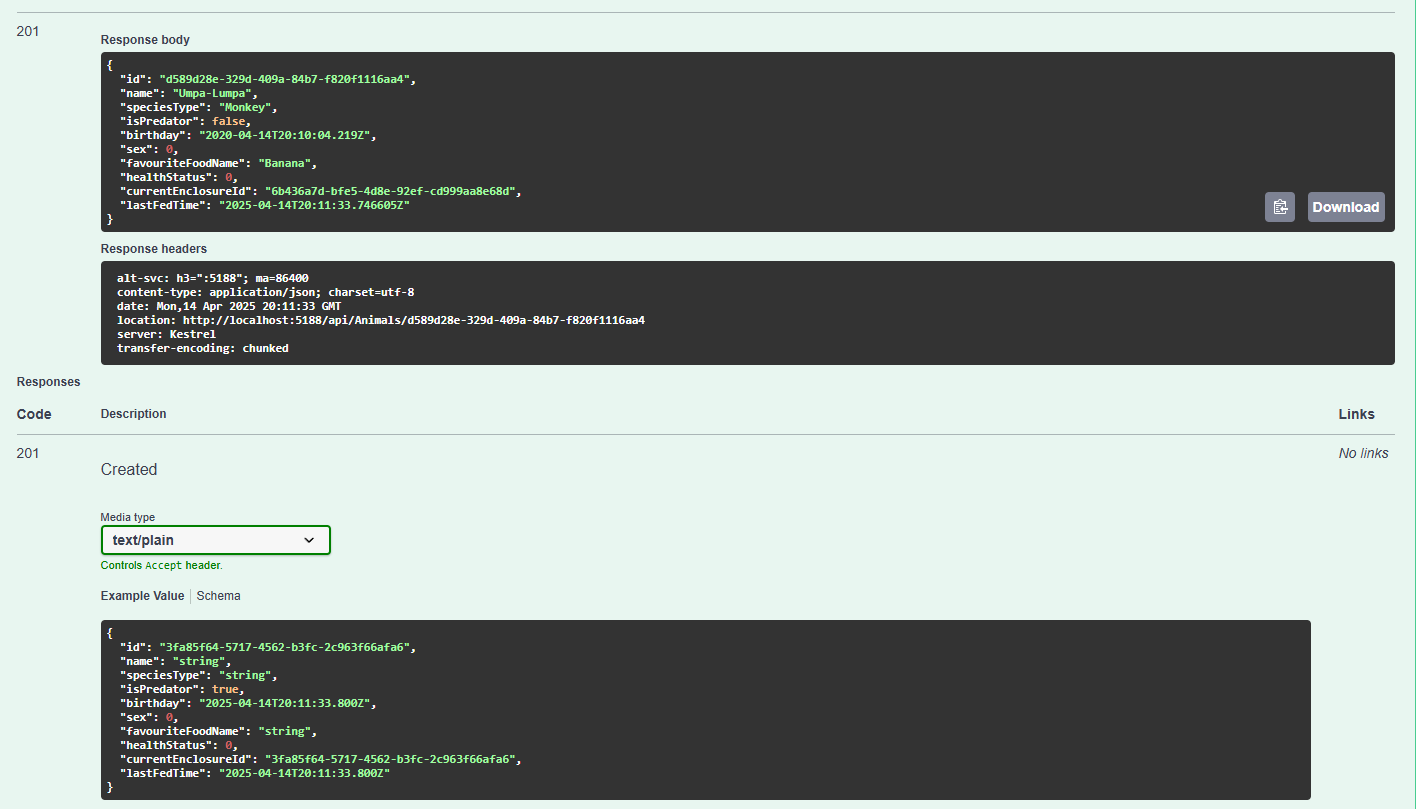 201
Response body
{
  "id": "d589d28e-329d-409a-84b7-f820f1116aa4",
  "name": "Umpa-Lumpa",
  "speciesType": "Monkey",
  "isPredator": false,
  "birthday": "2020-04-14T20:10:04.219Z",
  "sex": 0,
  "favouriteFoodName": "Banana",
  "healthStatus": 0,
  "currentEnclosureId": "6b436a7d-bfe5-4d8e-92ef-cd999aa8e68d",
  "lastFedTime": "2025-04-14T20:11:33.746605Z"
}
Download
Response headers
alt-svc: h3=":5188"; ma=86400
content-type: application/json; charset=utf-8
date: Mon,14 Apr 2025 20:11:33 GMT
location: http://localhost:5188/api/Animals/d589d28e-329d-409a-84b7-f820f1116aa4
server: Kestrel
transfer-encoding: chunked
Responses
Code Description Links
201 No links
Created
Media type
text/plain
Controls Accept header.
Example Value Schema
{
  "id": "3fa85f64-5717-4562-b3fc-2c963f66afa6",
  "name": "string",
  "speciesType": "string",
  "isPredator": true,
  "birthday": "2025-04-14T20:11:33.800Z",
  "sex": 0,
  "favouriteFoodName": "string",
  "healthStatus": 0,
  "currentEnclosureId": "3fa85f64-5717-4562-b3fc-2c963f66afa6",
  "lastFedTime": "2025-04-14T20:11:33.800Z"
}